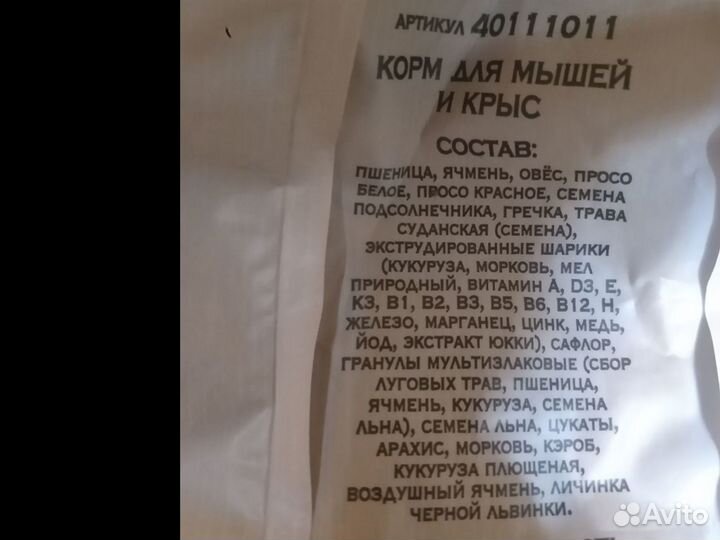 АРТИКУЛ 40111011
КОРМ ДЛЯ МЫШЕЙ
И КРЫС
СОСТАВ:
ПШЕНИЦА, ЯЧМЕНЬ, ОВЁС, ПРОСО
БЕЛОЕ, ПРОСО КРАСНОЕ, СЕМЕНА
ПОДСОЛНЕЧНИКА, ГРЕЧКА, ТРАВА
СУДАНСКАЯ (СЕМЕНА),
ЭКСТРУДИРОВАННЫЕ ШАРИКИ
(КУКУРУЗА, МОРКОВЬ, МЕЛ
ПРИРОДНЫЙ, ВИТАМИН А, D3, Е,
К3, В1, В2, В3, В5, В6, В12, Н,
ЖЕЛЕЗО, МАРГАНЕЦ, ЦИНК, МЕДЬ,
ЙОД, ЭКСТРАКТ ЮККИ), САФЛОР,
ГРАНУЛЫ МУЛЬТИЗЛАКОВЫЕ (СБОР
ЛУГОВЫХ ТРАВ, ПШЕНИЦА,
ЯЧМЕНЬ, КУКУРУЗА, СЕМЕНА
ЛЬНА), СЕМЕНА ЛЬНА, ЦУКАТЫ,
АРАХИС, МОРКОВЬ, КЭРОБ,
КУКУРУЗА ПЛЮЩЕНАЯ,
ВОЗДУШНЫЙ ЯЧМЕНЬ, ЛИЧИНКА
ЧЕРНОЙ ЛЬВИНКИ.
Avito